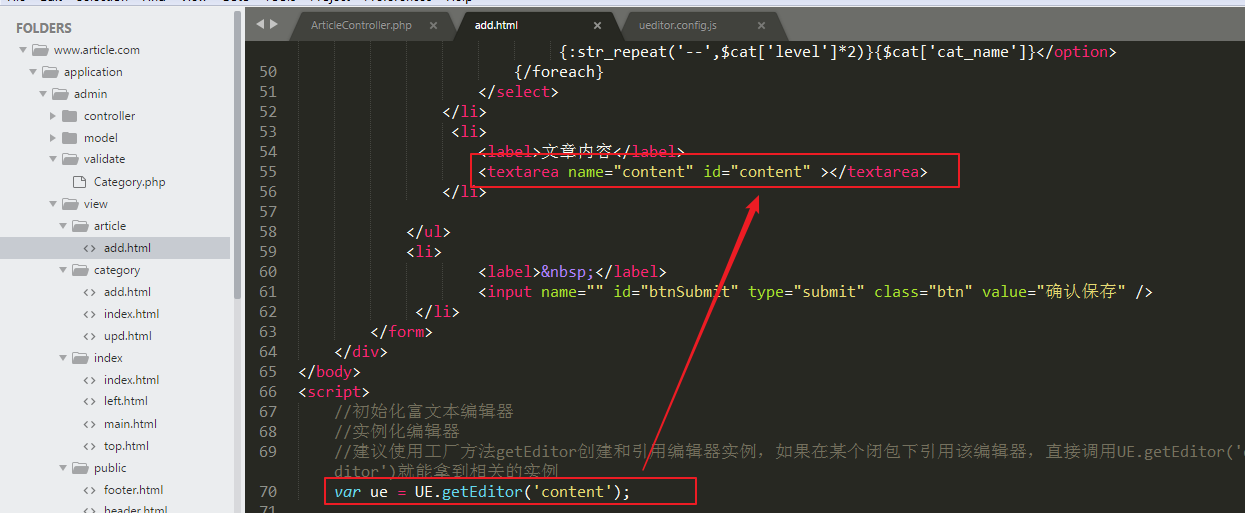 FOLDERS
www.article.com
application
admin
controller
model
validate
Category.php
view
article
add.html
category
add.html
index.html
upd.html
index
index.html
left.html
main.html
top.html
public
footer.html
header.html
ArticleController.php × add.html × ueditor.config.js ×
{:str_repeat('--',$cat['level']*2)}{$cat['cat_name']}</option>
50 {/foreach}
51 </select>
52 </li>
53 <li>
54 <label>文章内容</label>
55 <textarea name="content" id="content" ></textarea>
56 </li>
57
58 </ul>
59 <li>
60 <label>&nbsp;</label>
61 <input name="" id="btnSubmit" type="submit" class="btn" value="确认保存" />
62 </li>
63 </form>
64 </div>
65 </body>
66 <script>
67 //初始化富文本编辑器
68 //实例化编辑器
69 //建议使用工厂方法getEditor创建和引用编辑器实例，如果在某个闭包下引用该编辑器，直接调用UE.getEditor('
ditor')就能拿到相关的实例
70 var ue = UE.getEditor('content');
71